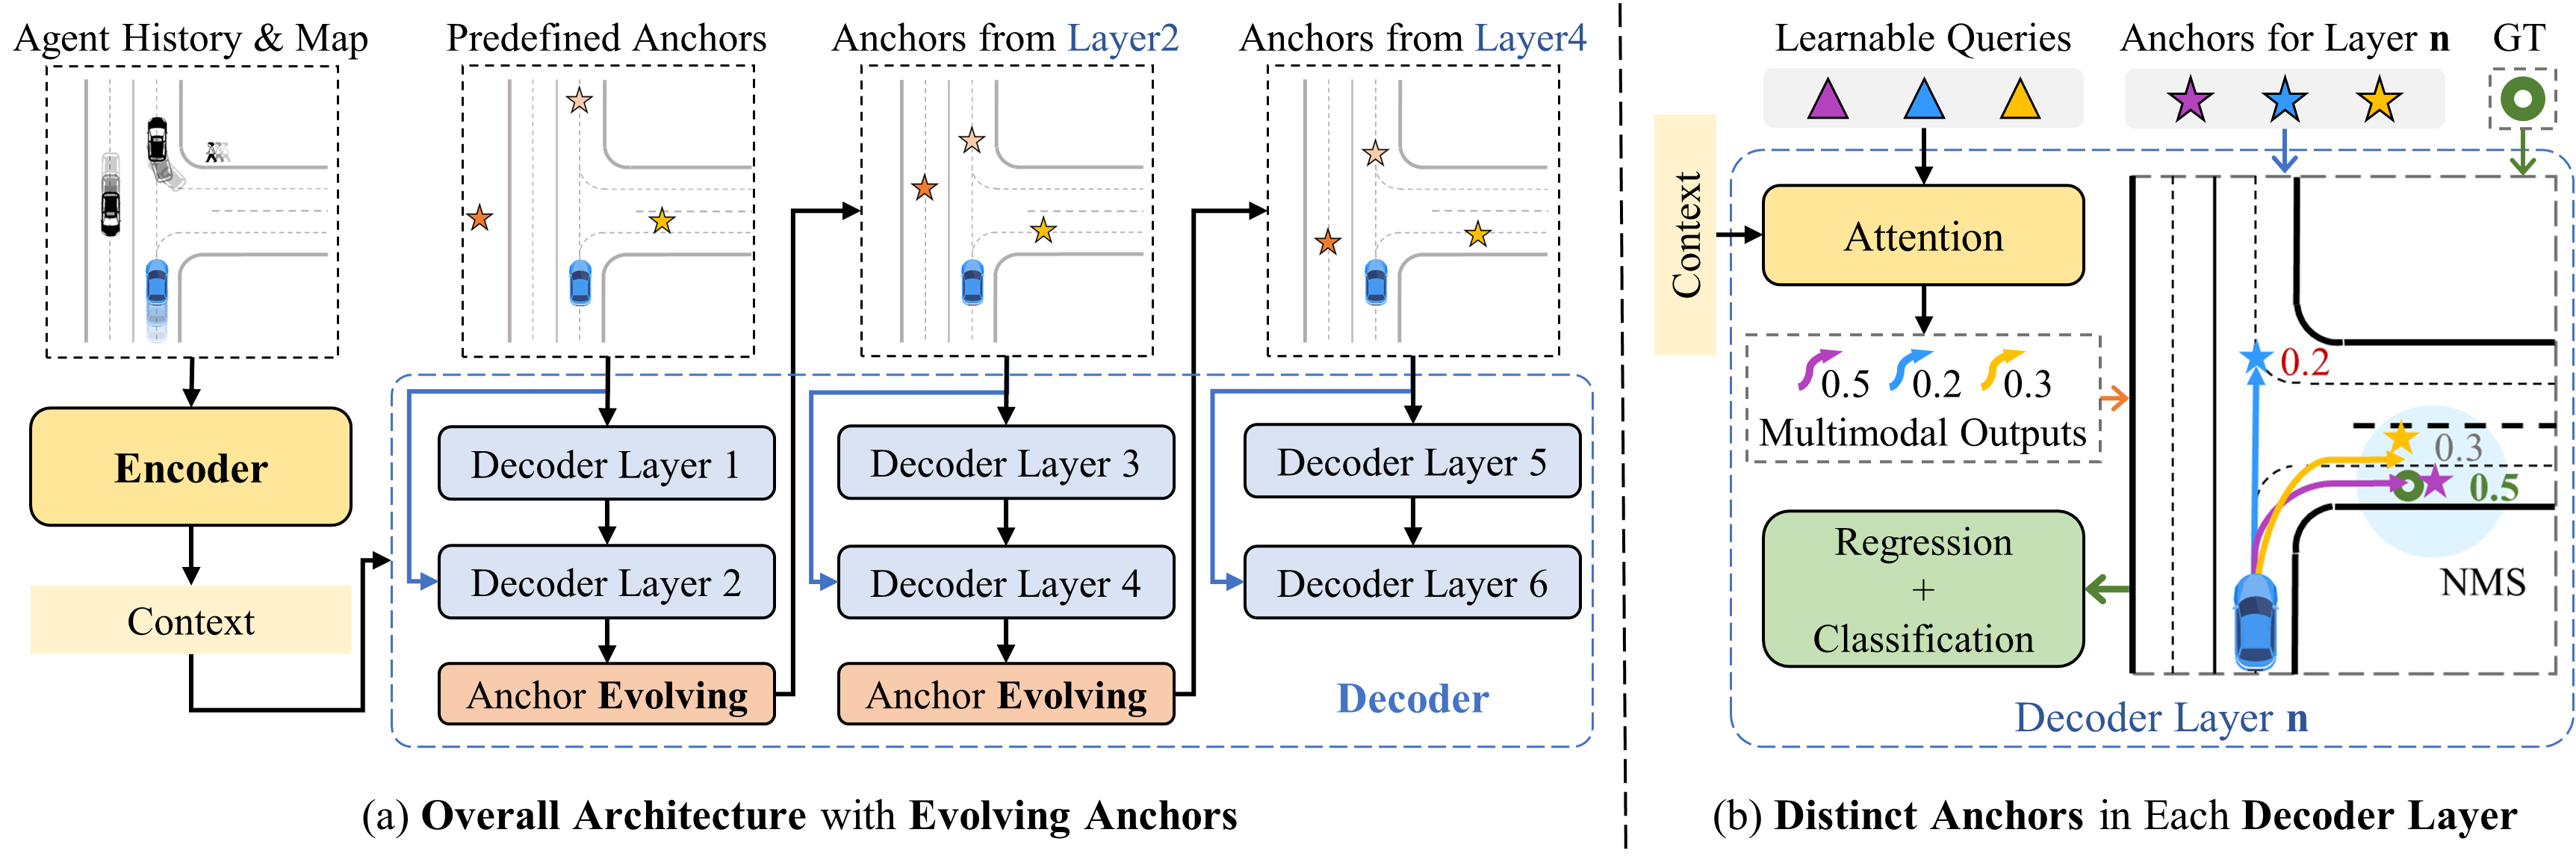 Agent History & Map
Predefined Anchors
Anchors from Layer2
Anchors from Layer4
Encoder
Context
Decoder Layer 1
Decoder Layer 2
Anchor Evolving
Decoder Layer 3
Decoder Layer 4
Anchor Evolving
Decoder Layer 5
Decoder Layer 6
Decoder
(a) Overall Architecture with Evolving Anchors
Learnable Queries
Anchors for Layer n
GT
Context
Attention
0.5
0.2
0.3
Multimodal Outputs
Regression
+
Classification
0.2
0.3
0.5
NMS
Decoder Layer n
(b) Distinct Anchors in Each Decoder Layer